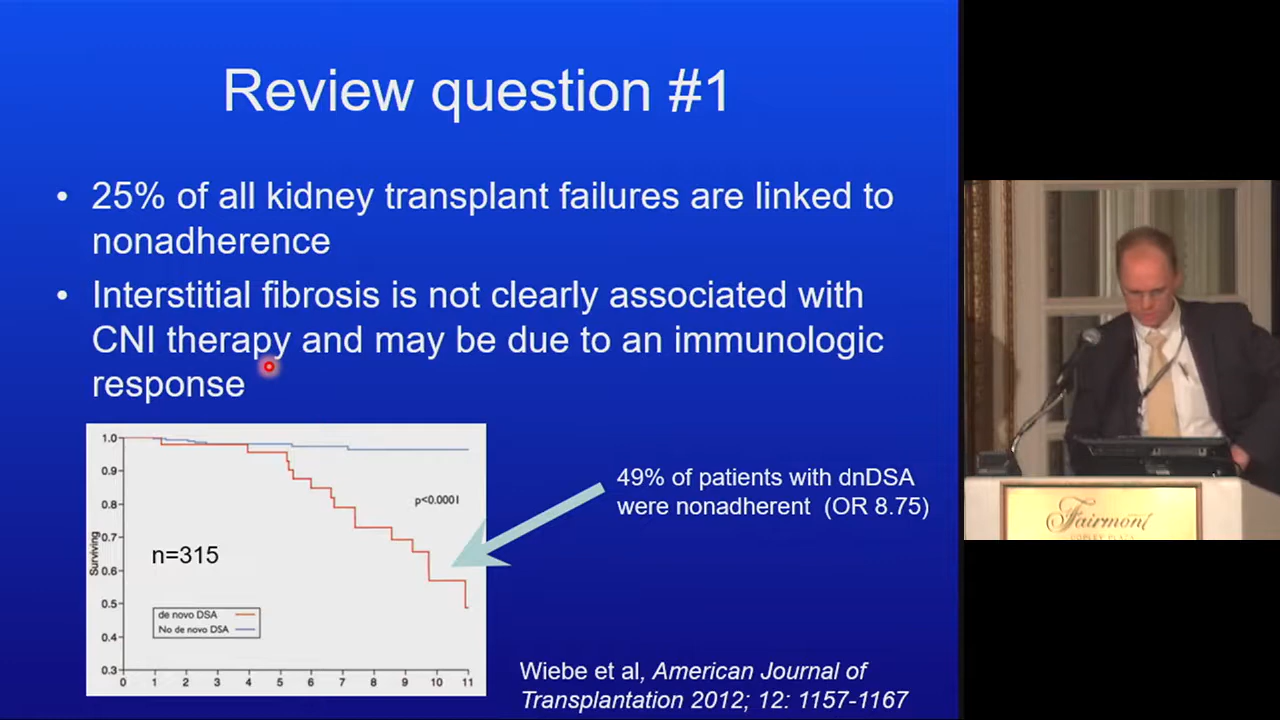 Review question #1
• 25% of all kidney transplant failures are linked to
nonadherence
• Interstitial fibrosis is not clearly associated with
CNI therapy and may be due to an immunologic
response
1.0
0.9
0.8
0.7
0.6
0.5
0.4
0.3
Surviving
p<0.0001
n=315
de novo DSA
No de novo DSA
0 1 2 3 4 5 6 7 8 9 10 11
49% of patients with dnDSA
were nonadherent (OR 8.75)
Wiebe et al, American Journal of
Transplantation 2012; 12: 1157-1167
Fairmont
COPLEY PLAZA